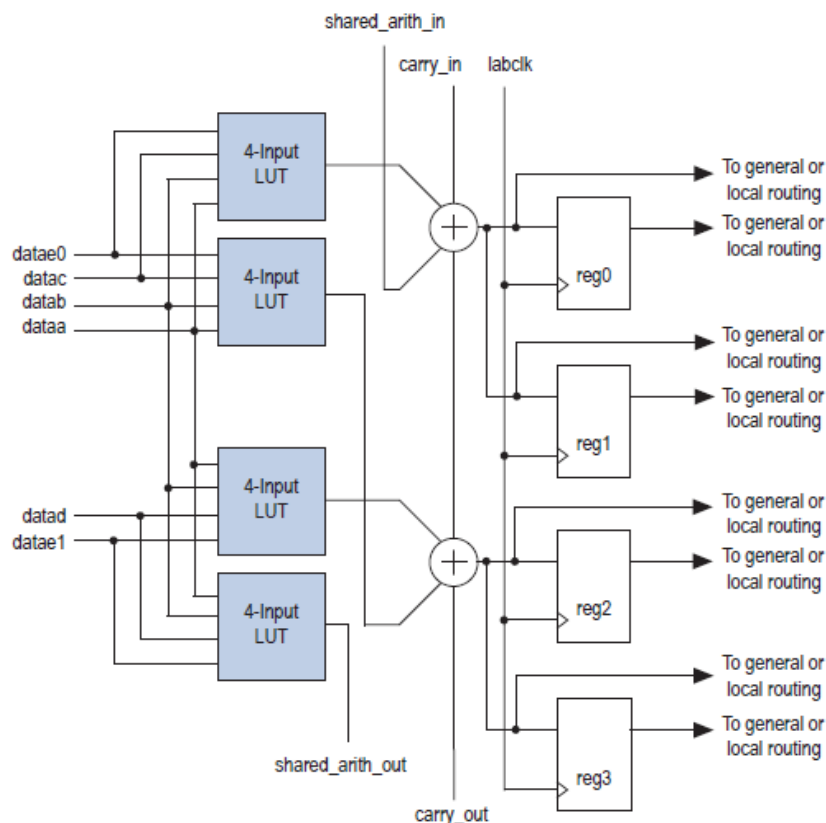 shared_arith_in
carry_in
labclk
4-Input
LUT
To general or
local routing
To general or
local routing
reg0
datae0
datac
datab
dataa
4-Input
LUT
To general or
local routing
To general or
local routing
reg1
4-Input
LUT
datad
datae1
To general or
local routing
To general or
local routing
reg2
4-Input
LUT
To general or
local routing
To general or
local routing
reg3
shared_arith_out
carry_out